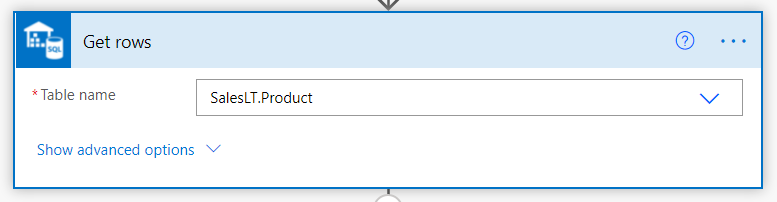 SQL
Get rows
* Table name
SalesLT.Product
Show advanced options